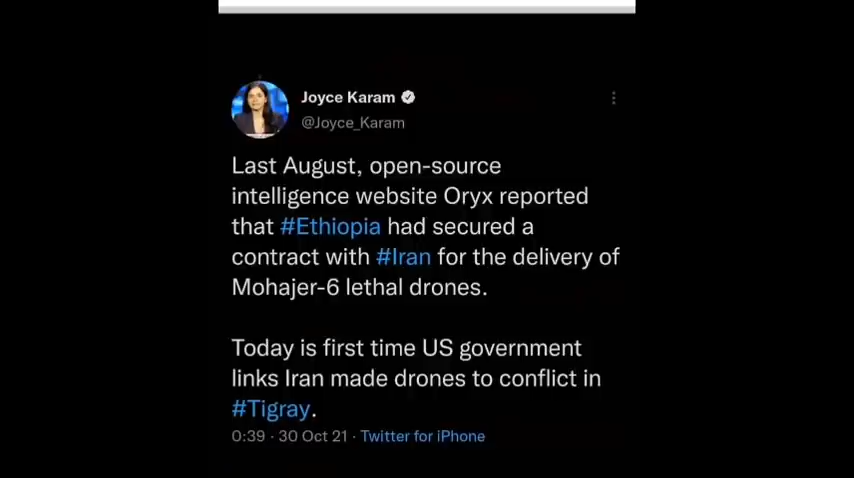 Joyce Karam
@Joyce_Karam
Last August, open-source
intelligence website Oryx reported
that #Ethiopia had secured a
contract with #Iran for the delivery of
Mohajer-6 lethal drones.
Today is first time US government
links Iran made drones to conflict in
#Tigray.
0:39 · 30 Oct 21 · Twitter for iPhone